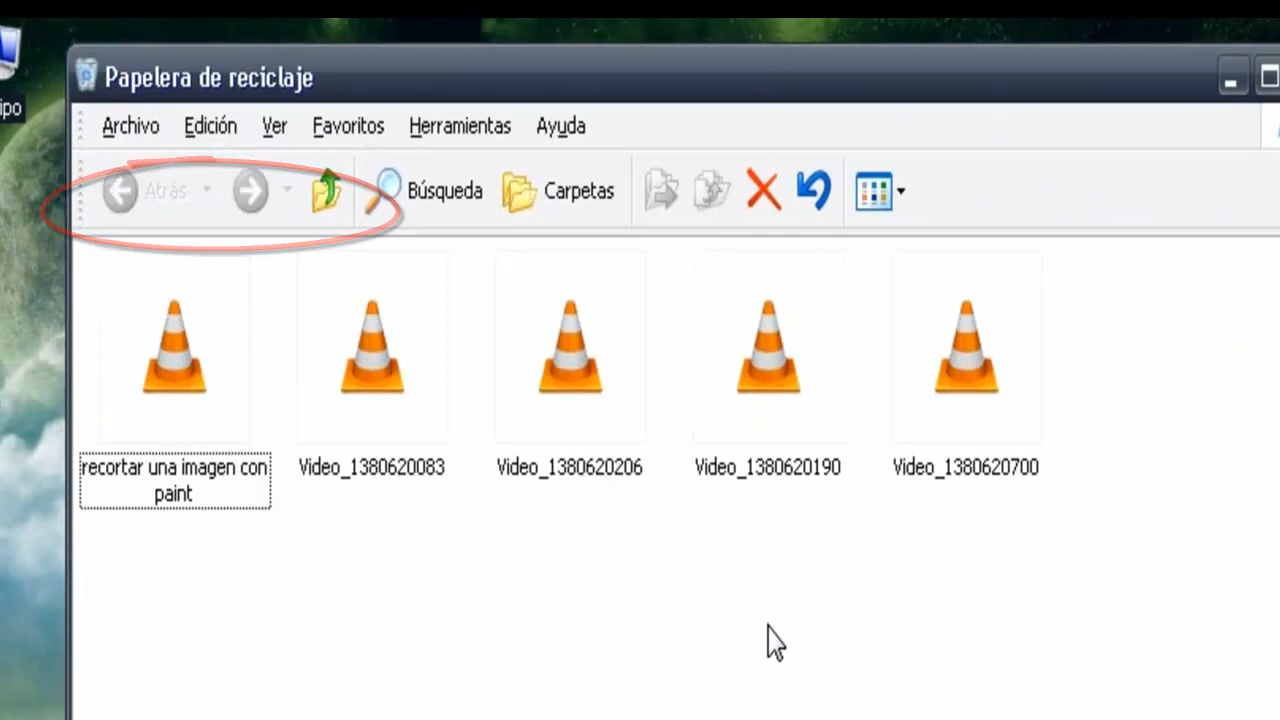 Papelera de reciclaje
ipo
Archivo Edición Ver Favoritos Herramientas Ayuda
Atrás Búsqueda Carpetas
recortar una imagen con
paint
Video_1380620083
Video_1380620206
Video_1380620190
Video_1380620700